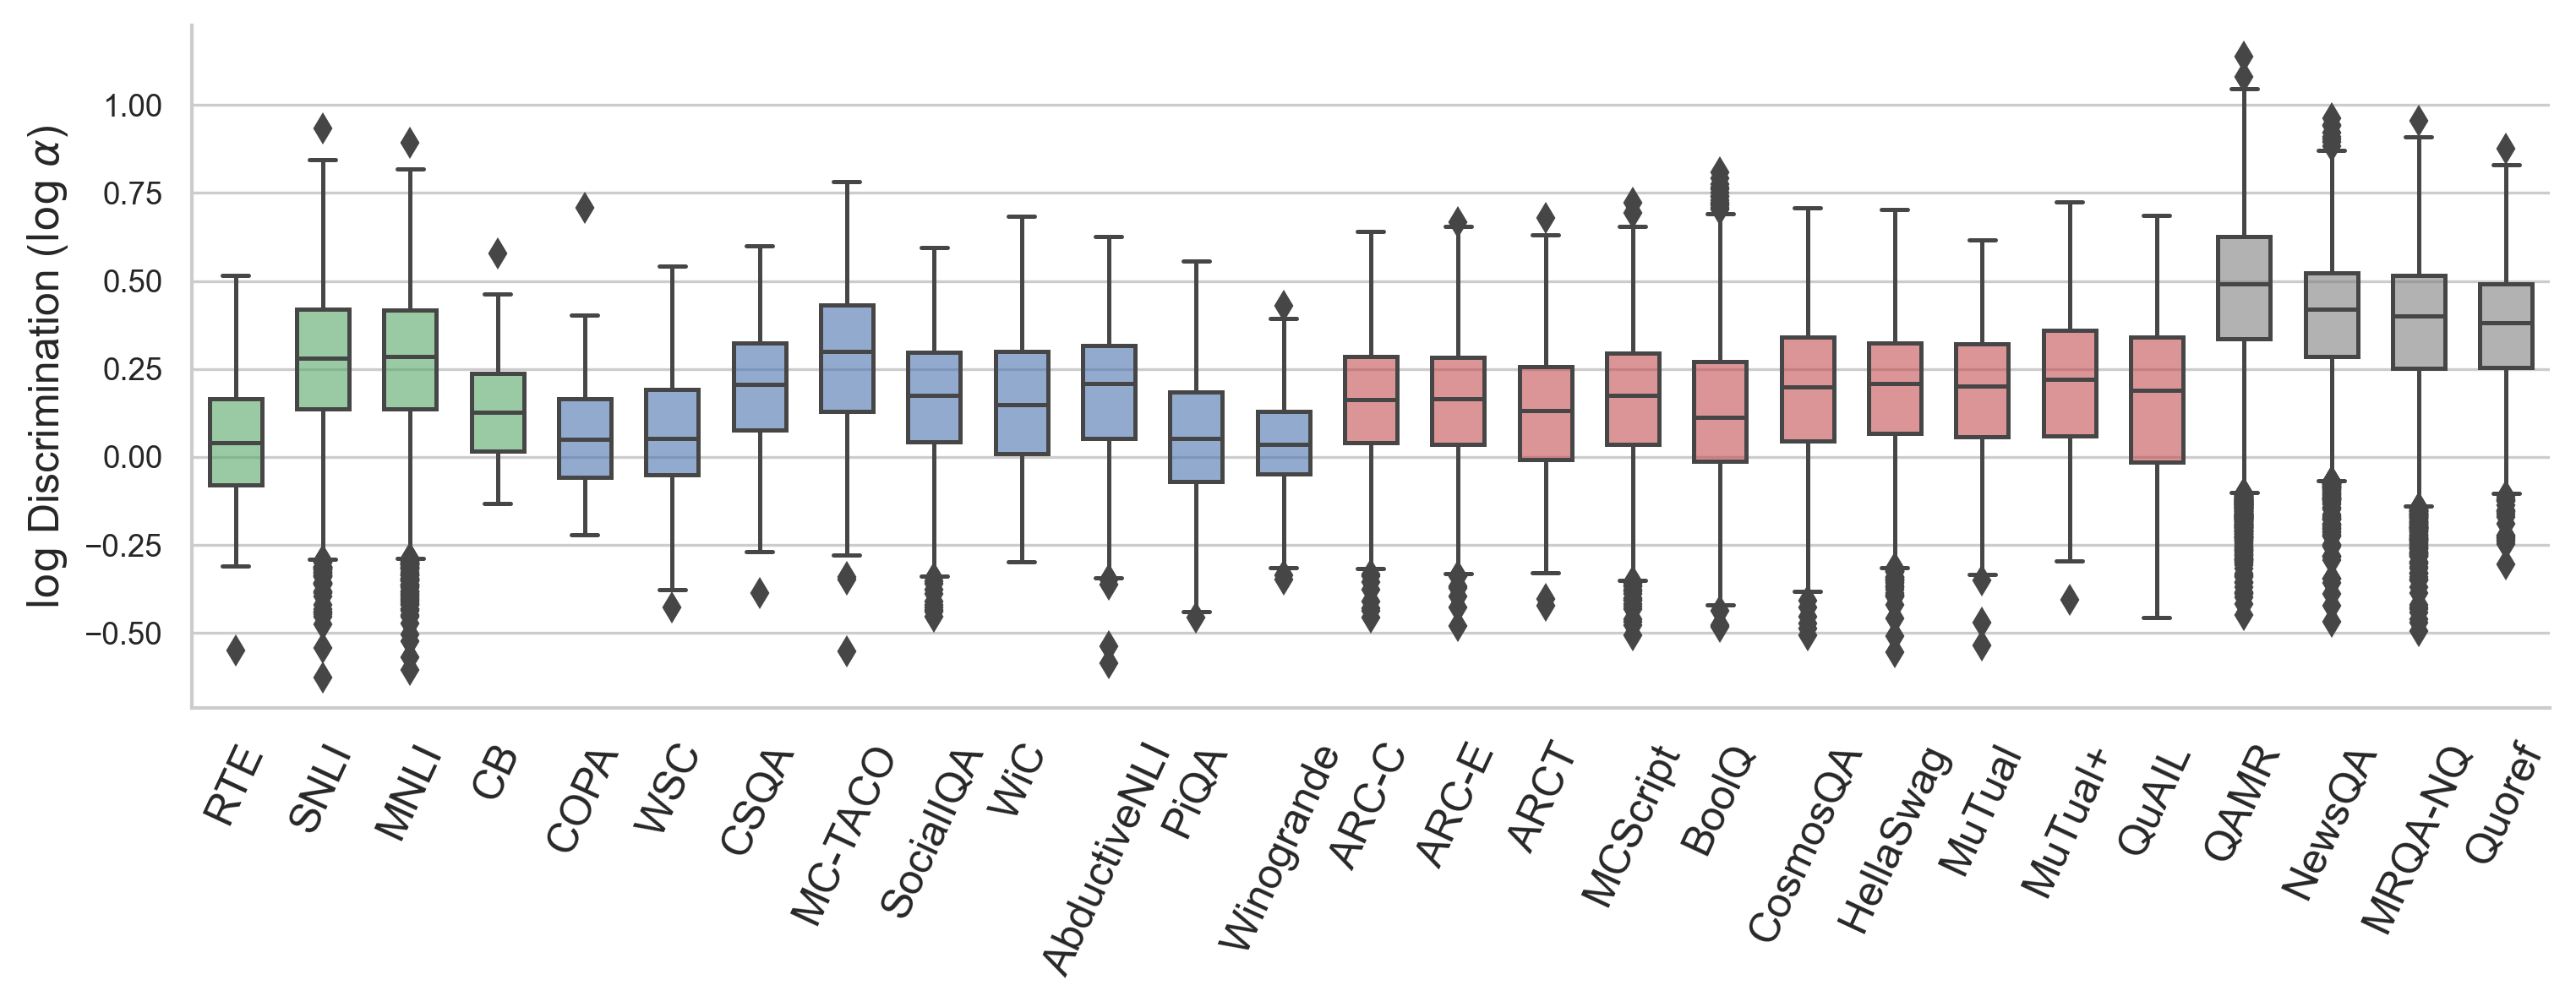 log Discrimination (log α)
1.00
0.75
0.50
0.25
0.00
−0.25
−0.50
RTE
SNLI
MNLI
CB
COPA
WSC
CSQA
MC-TACO
SocialIQA
WiC
AbductiveNLI
PiQA
Winogrande
ARC-C
ARC-E
ARCT
MCScript
BoolQ
CosmosQA
HellaSwag
MuTual
MuTual+
QuAIL
QAMR
NewsQA
MRQA-NQ
Quoref